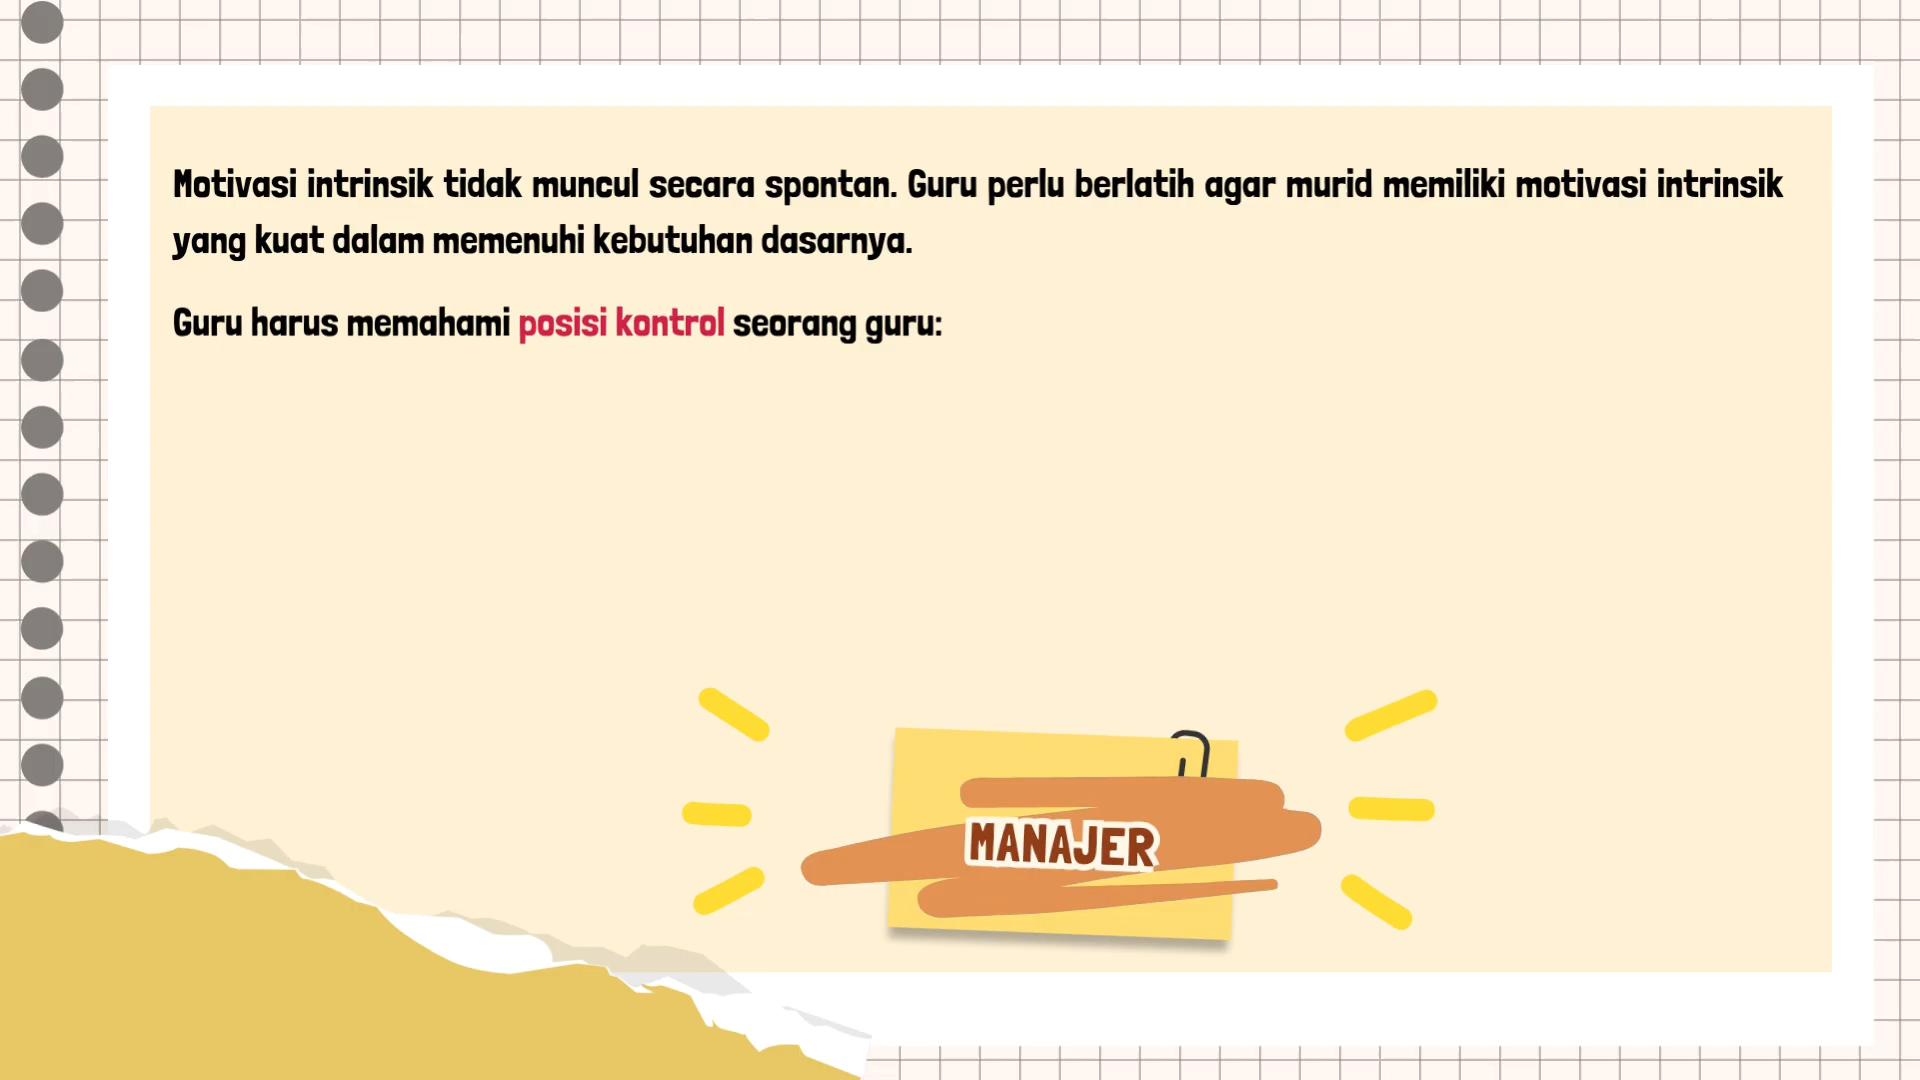 Motivasi intrinsik tidak muncul secara spontan. Guru perlu berlatih agar murid memiliki motivasi intrinsik
yang kuat dalam memenuhi kebutuhan dasarnya.
Guru harus memahami posisi kontrol seorang guru:
MANAJER